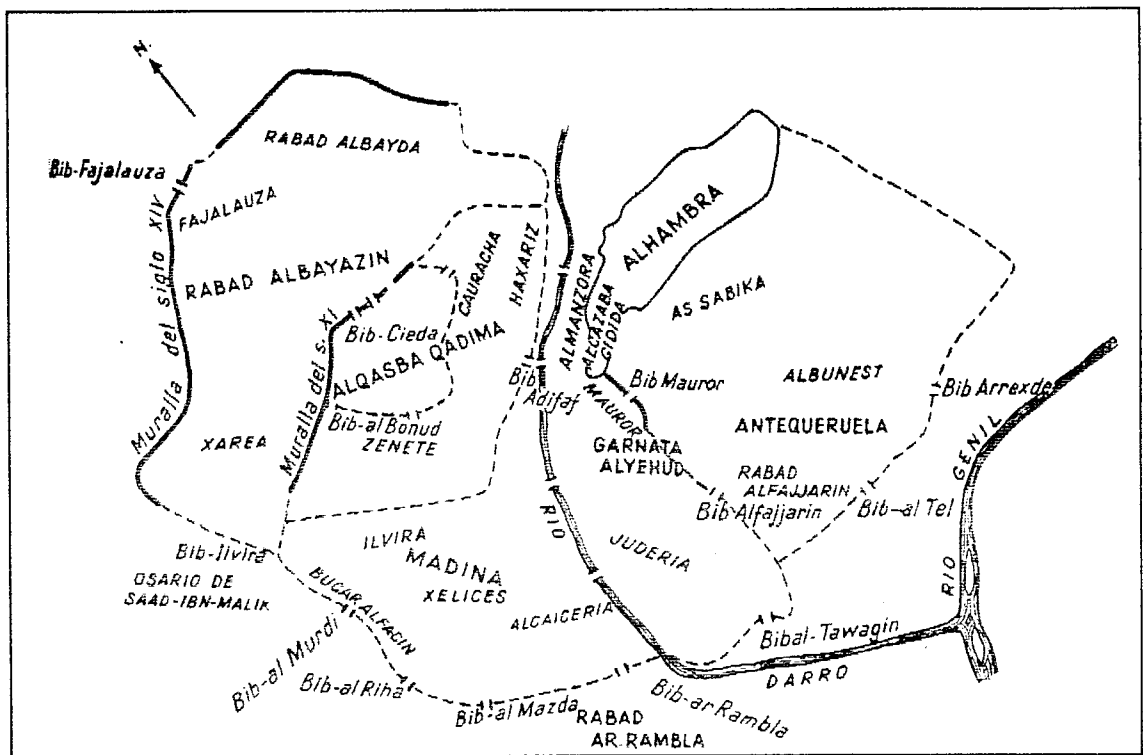 N.
RABAD ALBAYDA
Bib-Fajalauza
FAJALAUZA
Muralla del siglo XIV
RABAD ALBAYAZIN
CAURACHA
HAXARIZ
ALMANZORA
ALCAZABA
GIDIDA
ALHAMBRA
AS SABIKA
Muralla del s. XI
Bib-Cieda
ALQASBA QADIMA
Bib-al Bonud
ZENETE
XAREA
Bib
Adifaf
MAUROR
Bib Mauror
ALBUNEST
Bib Arrexde
ANTEQUERUELA
GARNATA
ALYEHUD
RABAD
ALFAJJARIN
Bib Alfajjarin
Bib-al Tel
RIO GENIL
RIO DARRO
JUDERIA
ILVIRA
MADINA
XELICES
ALCAICERIA
Bib-Ilvira
OSARIO DE
SAAD-IBN-MALIK
BUCAR ALFACIN
Bib-al Murdi
Bib-al Riha
Bib-al Mazda
Bibal-Tawagin
Bib-ar Rambla
RABAD
AR-RAMBLA